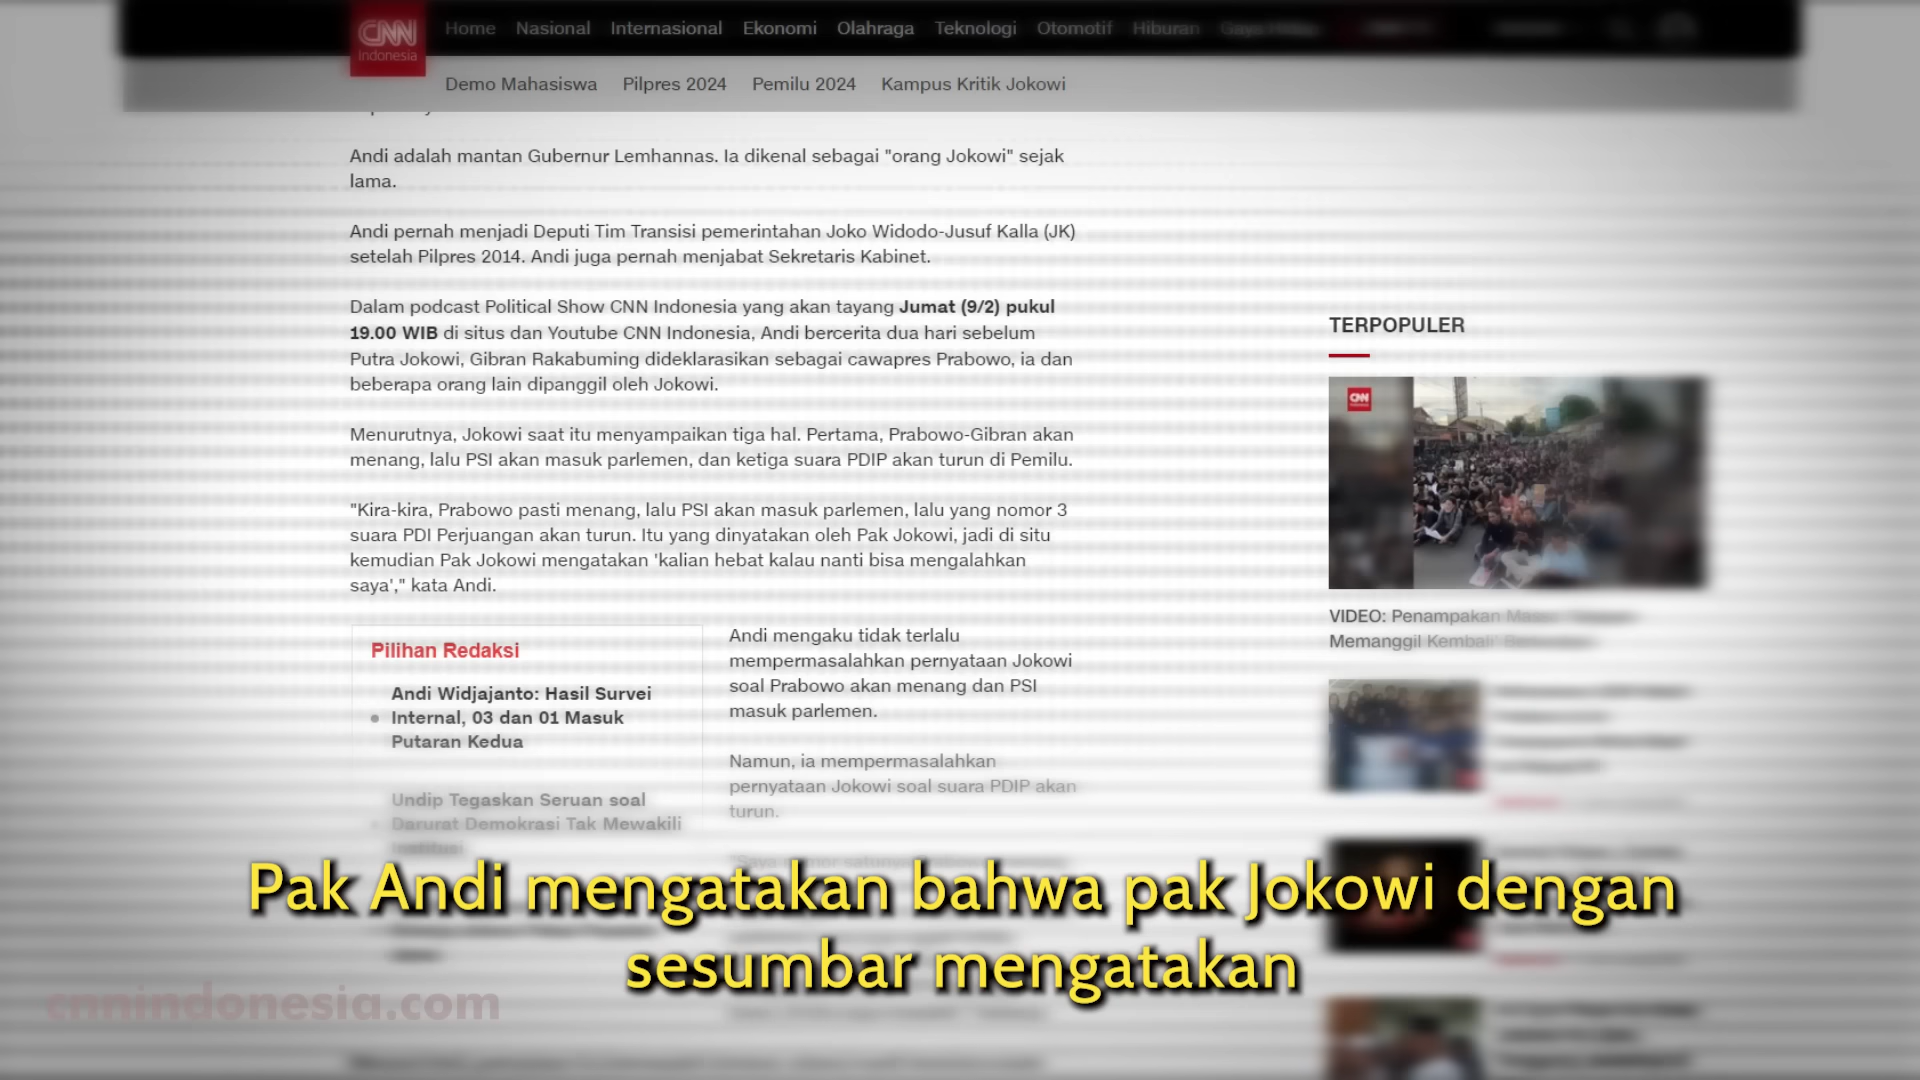 CNN
Indonesia
Home Nasional Internasional Ekonomi Olahraga Teknologi Otomotif Hiburan Gaya Hidup
Demo Mahasiswa Pilpres 2024 Pemilu 2024 Kampus Kritik Jokowi
Andi adalah mantan Gubernur Lemhannas. Ia dikenal sebagai "orang Jokowi" sejak
lama.
Andi pernah menjadi Deputi Tim Transisi pemerintahan Joko Widodo-Jusuf Kalla (JK)
setelah Pilpres 2014. Andi juga pernah menjabat Sekretaris Kabinet.
Dalam podcast Political Show CNN Indonesia yang akan tayang Jumat (9/2) pukul
19.00 WIB di situs dan Youtube CNN Indonesia, Andi bercerita dua hari sebelum
Putra Jokowi, Gibran Rakabuming dideklarasikan sebagai cawapres Prabowo, ia dan
beberapa orang lain dipanggil oleh Jokowi.
Menurutnya, Jokowi saat itu menyampaikan tiga hal. Pertama, Prabowo-Gibran akan
menang, lalu PSI akan masuk parlemen, dan ketiga suara PDIP akan turun di Pemilu.
"Kira-kira, Prabowo pasti menang, lalu PSI akan masuk parlemen, lalu yang nomor 3
suara PDI Perjuangan akan turun. Itu yang dinyatakan oleh Pak Jokowi, jadi di situ
kemudian Pak Jokowi mengatakan 'kalian hebat kalau nanti bisa mengalahkan
saya'," kata Andi.
Pilihan Redaksi
Andi Widjajanto: Hasil Survei
Internal, 03 dan 01 Masuk
Putaran Kedua
Undip Tegaskan Seruan soal
Darurat Demokrasi Tak Mewakili
Institusi
Andi mengaku tidak terlalu
mempermasalahkan pernyataan Jokowi
soal Prabowo akan menang dan PSI
masuk parlemen.
Namun, ia mempermasalahkan
pernyataan Jokowi soal suara PDIP akan
turun.
TERPOPULER
CNN
VIDEO: Penampakan
Memanggil Kembali'
Pak Andi mengatakan bahwa pak Jokowi dengan
sesumbar mengatakan
cnnindonesia.com